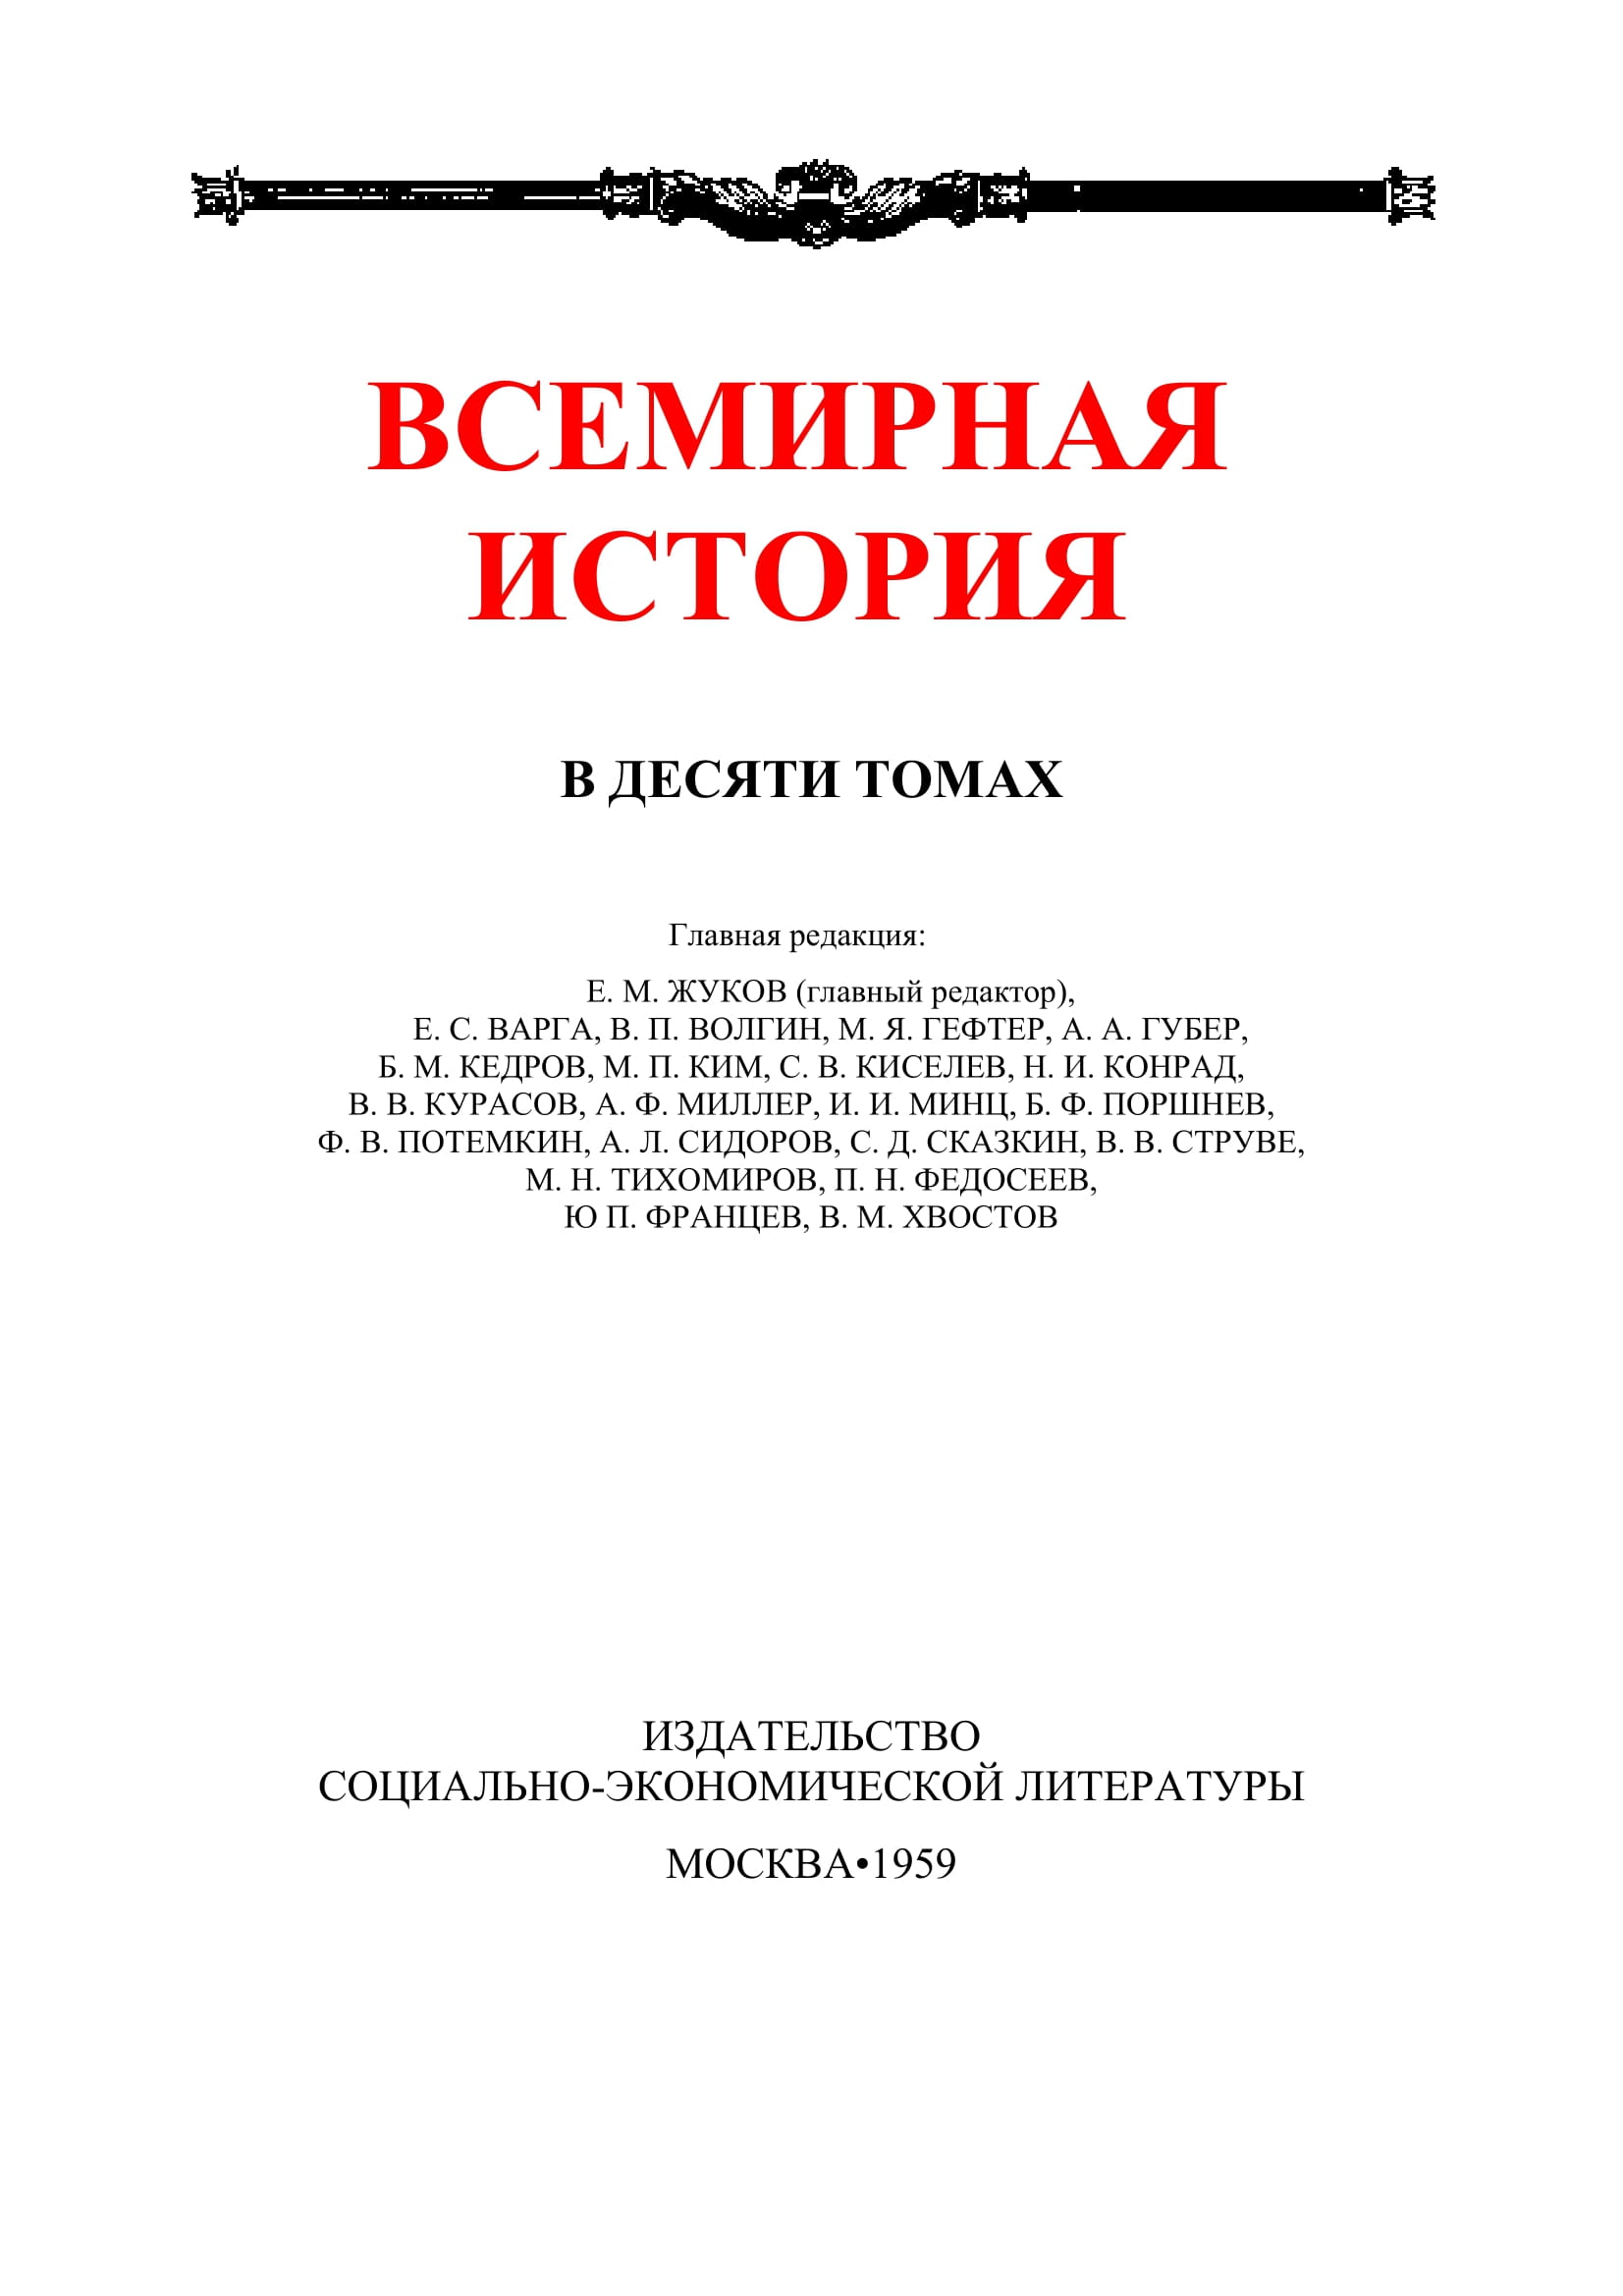 ВСЕМИРНАЯ
ИСТОРИЯ
В ДЕСЯТИ ТОМАХ
Главная редакция:
Е. М. ЖУКОВ (главный редактор),
Е. С. ВАРГА, В. П. ВОЛГИН, М. Я. ГЕФТЕР, А. А. ГУБЕР,
Б. М. КЕДРОВ, М. П. КИМ, С. В. КИСЕЛЕВ, Н. И. КОНРАД,
В. В. КУРАСОВ, А. Ф. МИЛЛЕР, И. И. МИНЦ, Б. Ф. ПОРШНЕВ,
Ф. В. ПОТЕМКИН, А. Л. СИДОРОВ, С. Д. СКАЗКИН, В. В. СТРУВЕ,
М. Н. ТИХОМИРОВ, П. Н. ФЕДОСЕЕВ,
Ю П. ФРАНЦЕВ, В. М. ХВОСТОВ
ИЗДАТЕЛЬСТВО
СОЦИАЛЬНО-ЭКОНОМИЧЕСКОЙ ЛИТЕРАТУРЫ
МОСКВА•1959